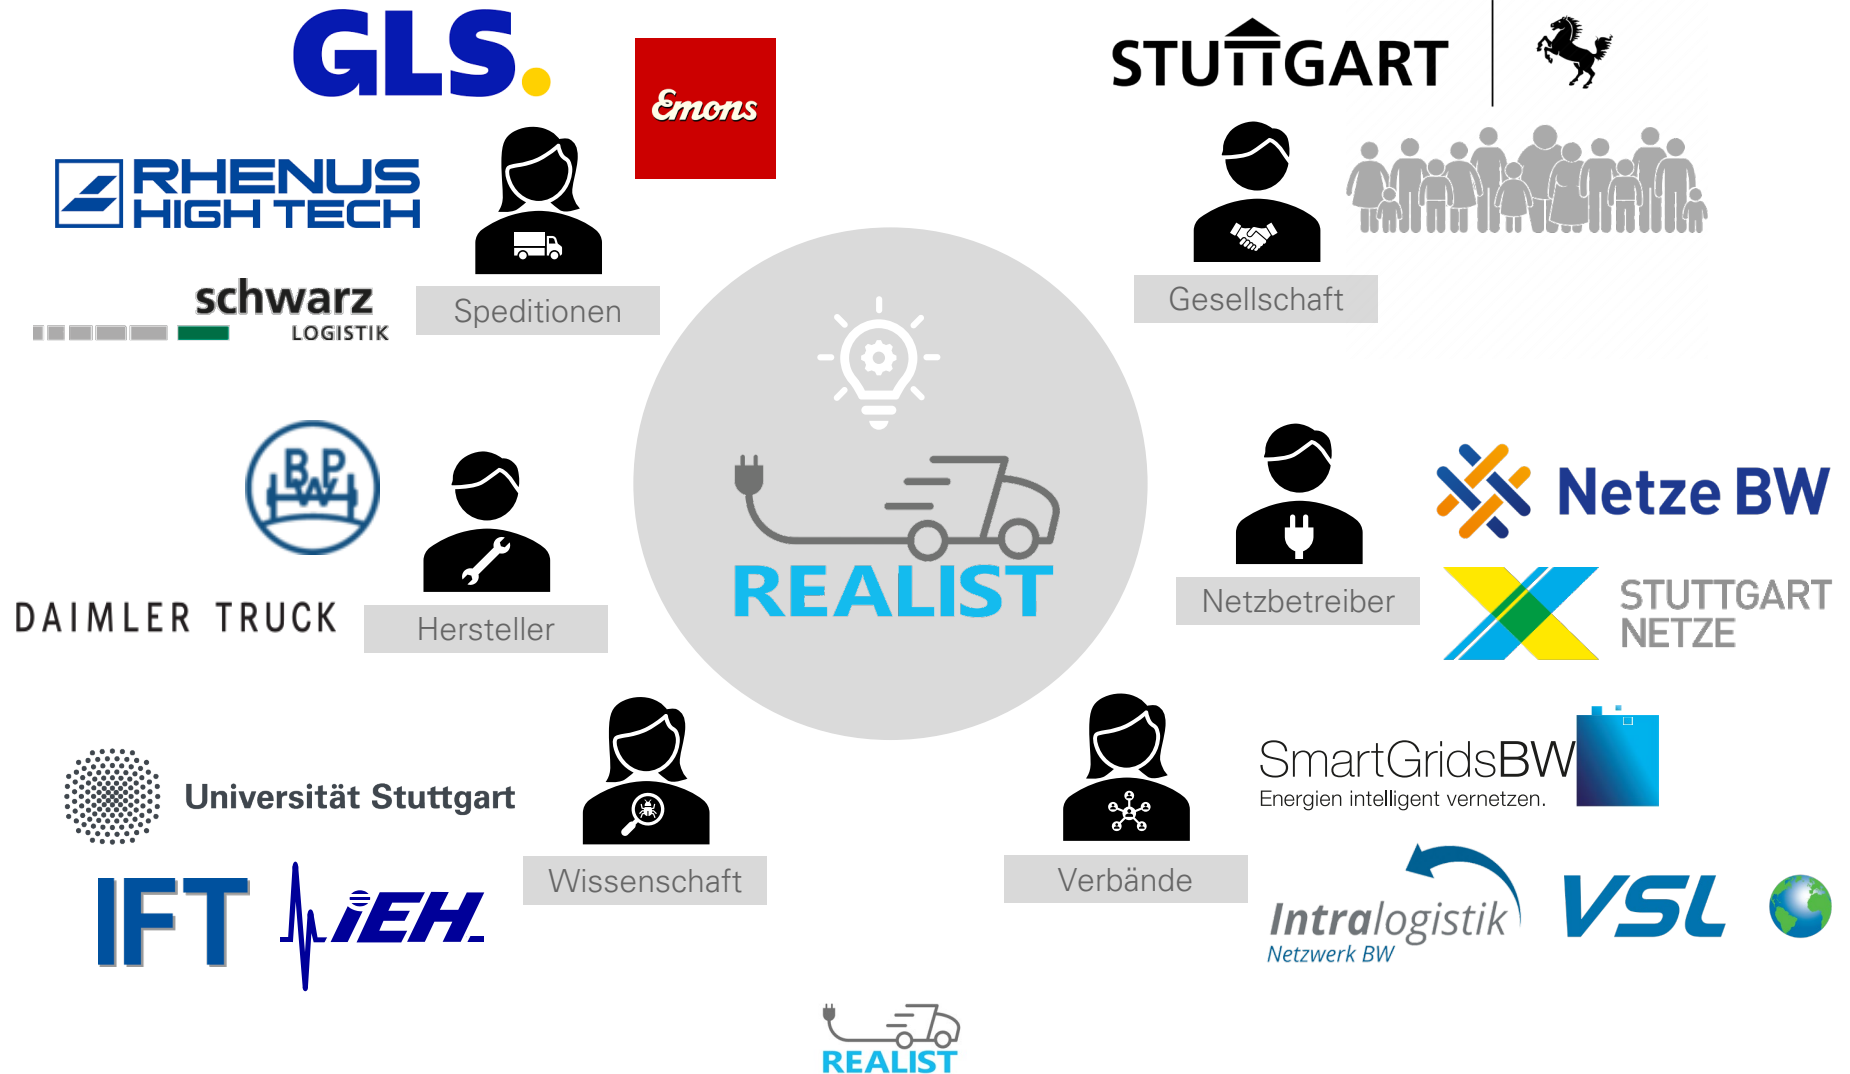 GLS.
Emons
RHENUS
HIGH TECH
schwarz
LOGISTIK
Speditionen
STUTTGART
Gesellschaft
BPW
DAIMLER TRUCK
Hersteller
REALIST
Netze BW
Netzbetreiber
STUTTGART
NETZE
Universität Stuttgart
IFT
iEH
Wissenschaft
Verbände
SmartGridsBW
Energien intelligent vernetzen.
Intralogistik
Netzwerk BW
VSL
REALIST